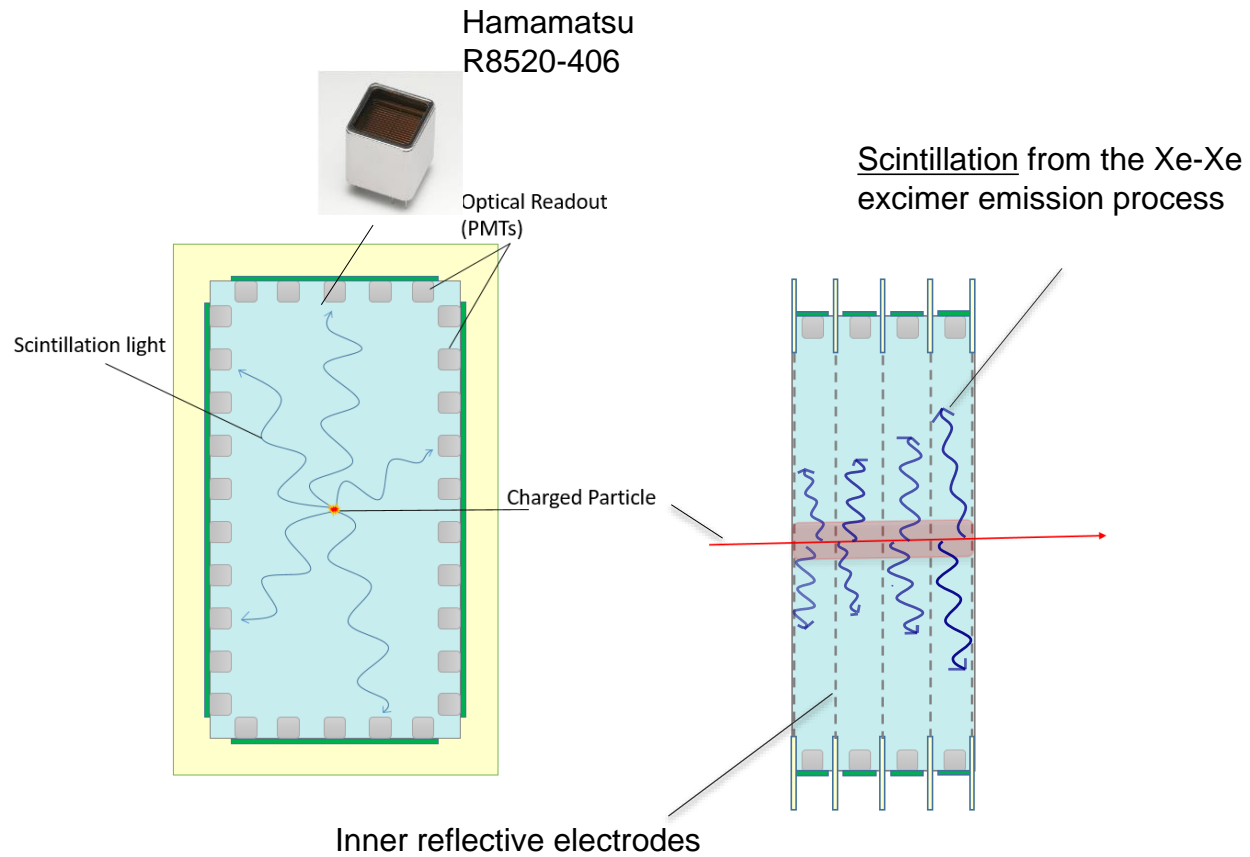 Hamamatsu
R8520-406
Scintillation from the Xe-Xe
excimer emission process
Optical Readout
(PMTs)
Scintillation light
Charged Particle
Inner reflective electrodes